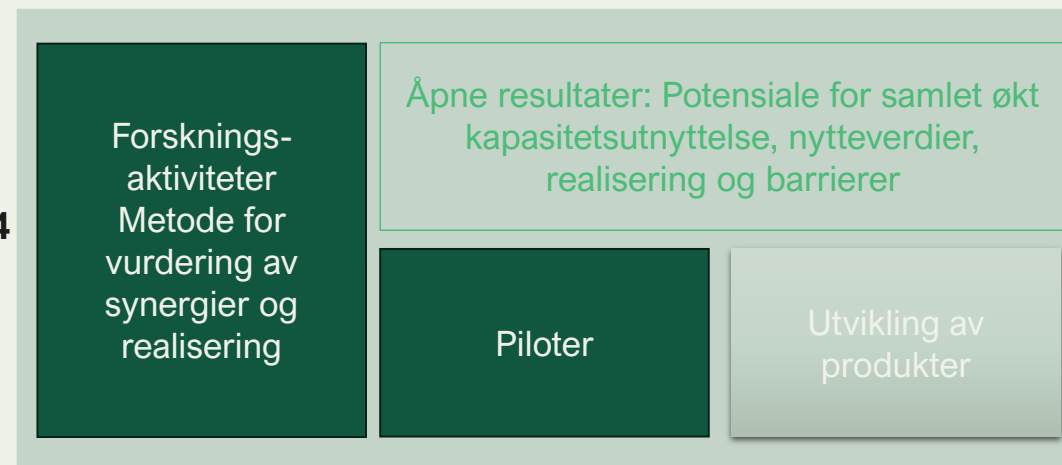 4
Forsknings-
aktiviteter
Metode for
vurdering av
synergier og
realisering
Åpne resultater: Potensiale for samlet økt
kapasitetsutnyttelse, nytteverdier,
realisering og barrierer
Piloter
Utvikling av
produkter